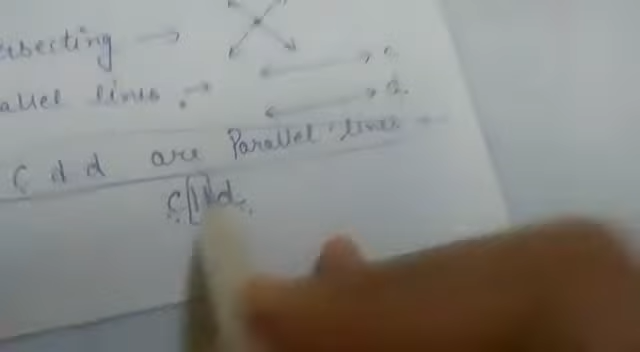 ersecting →
allel lines :→
c
d.
C & d are Parallel lines -
C||d